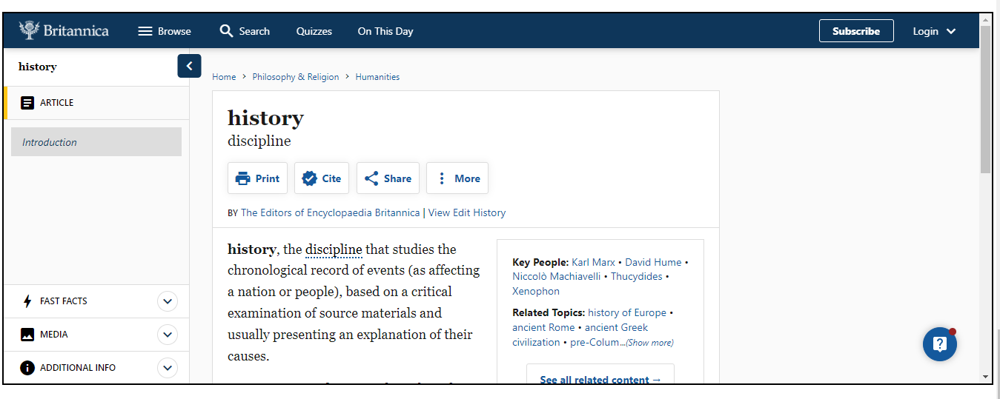 Britannica Browse Search Quizzes On This Day Subscribe Login
history
ARTICLE
Introduction
FAST FACTS
MEDIA
ADDITIONAL INFO
Home > Philosophy & Religion > Humanities
history
discipline
Print Cite Share More
BY The Editors of Encyclopaedia Britannica | View Edit History
history, the discipline that studies the
chronological record of events (as affecting
a nation or people), based on a critical
examination of source materials and
usually presenting an explanation of their
causes.
Key People: Karl Marx • David Hume •
Niccolò Machiavelli • Thucydides •
Xenophon
Related Topics: history of Europe •
ancient Rome • ancient Greek
civilization • pre-Colum...(Show more)
See all related content →